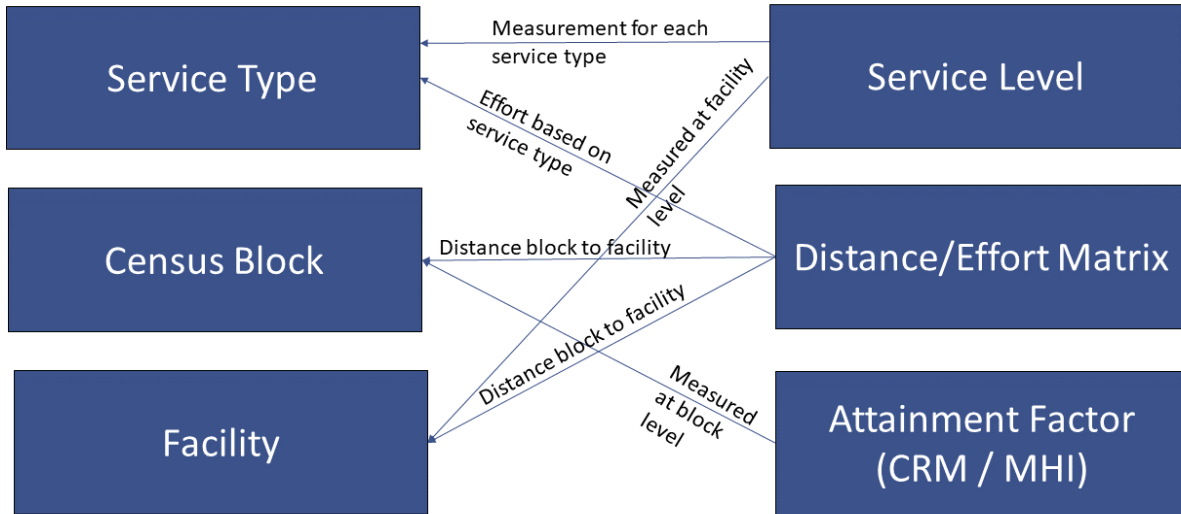 Service Type
Measurement for each
service type
Service Level
Effort based on
service type
Measured at facility
level
Census Block
Distance block to facility
Distance/Effort Matrix
Distance block to facility
Facility
Measured
at block
level
Attainment Factor
(CRM / MHI)